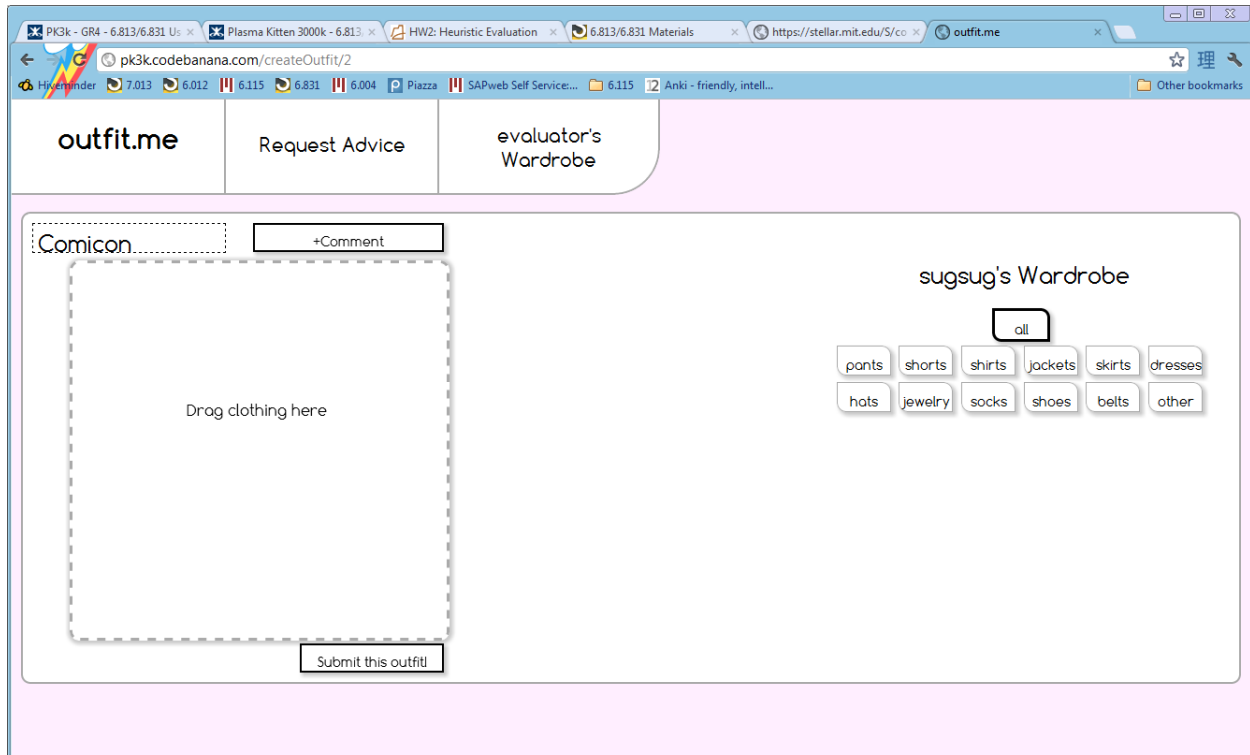 PK3k - GR4 - 6.813/6.831 Us
Plasma Kitten 3000k - 6.813/
HW2: Heuristic Evaluation
6.813/6.831 Materials
https://stellar.mit.edu/S/co
outfit.me
pk3k.codebanana.com/createOutfit/2
理
Hiveminder
7.013
6.012
6.115
6.831
6.004
Piazza
SAPweb Self Service:...
6.115
Anki - friendly, intell...
Other bookmarks
outfit.me
Request Advice
evaluator's
Wardrobe
Comicon
+Comment
Drag clothing here
Submit this outfit!
sugsug's Wardrobe
all
pants shorts shirts jackets skirts dresses
hats jewelry socks shoes belts other